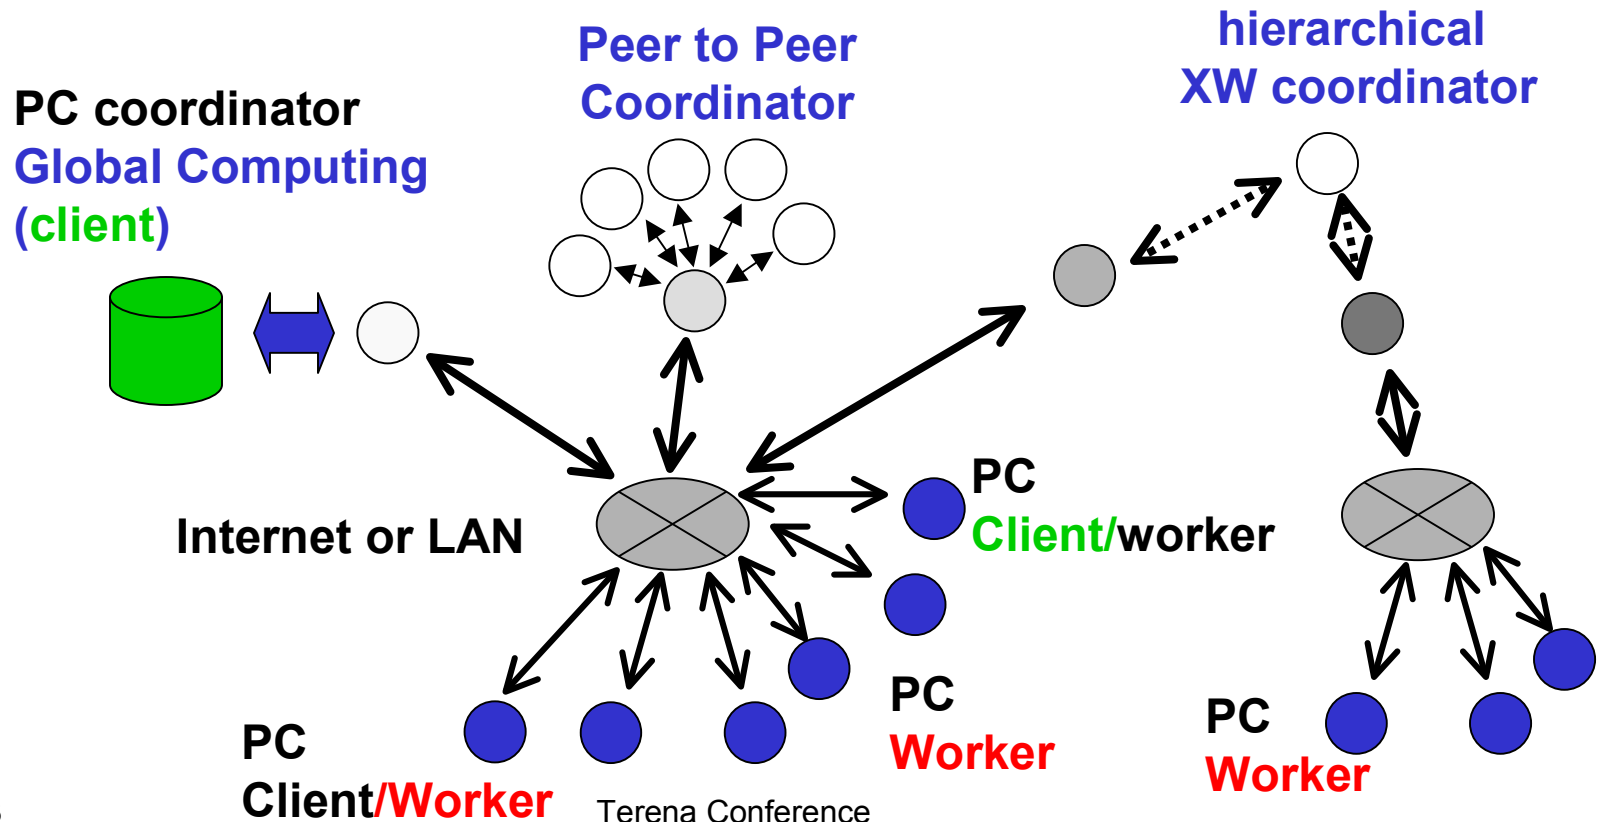 PC coordinator
Global Computing
(client)
Peer to Peer
Coordinator
hierarchical
XW coordinator
Internet or LAN
PC
Client/worker
PC
Client/Worker
PC
Worker
PC
Worker
Terena Conference